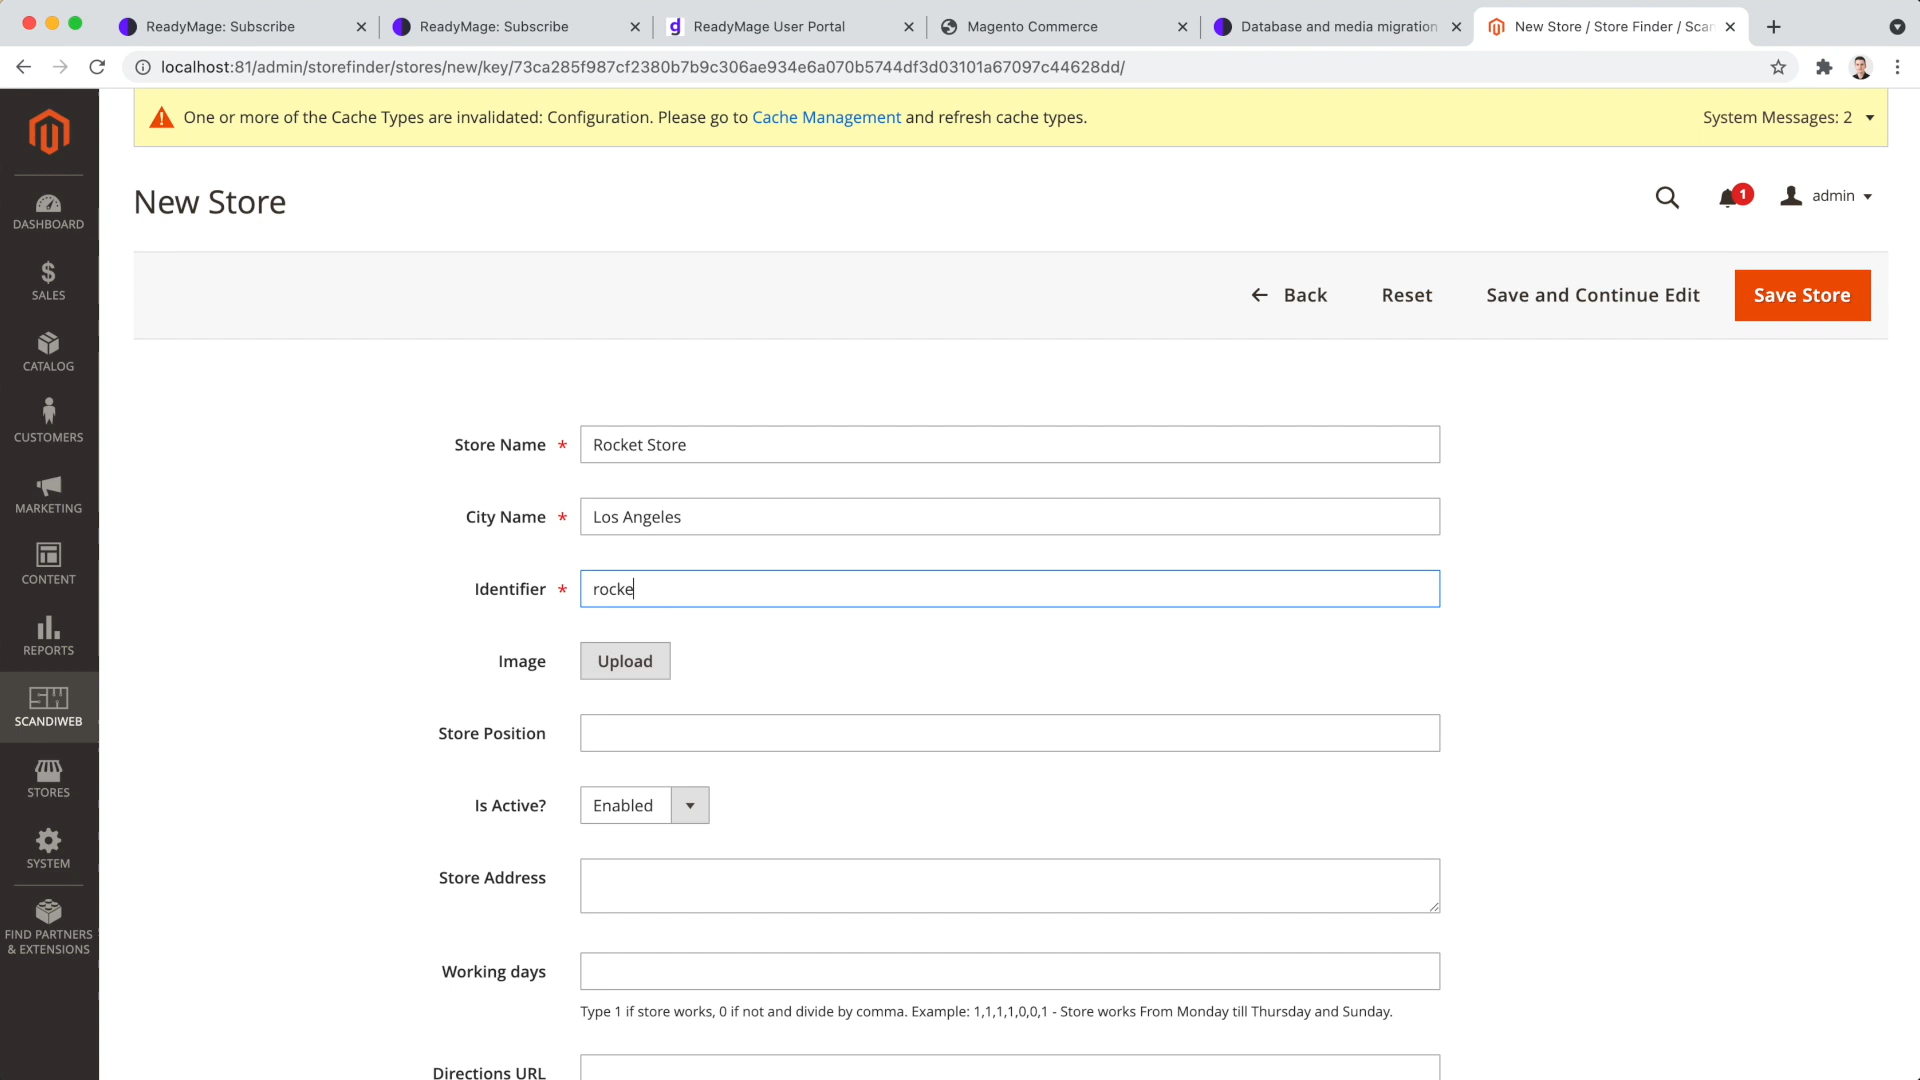 ReadyMage: Subscribe
ReadyMage: Subscribe
ReadyMage User Portal
Magento Commerce
Database and media migration
New Store / Store Finder / Scan
localhost:81/admin/storefinder/stores/new/key/73ca285f987cf2380b7b9c306ae934e6a070b5744df3d03101a67097c44628dd/
One or more of the Cache Types are invalidated: Configuration. Please go to Cache Management and refresh cache types.
System Messages: 2
New Store
1
admin
Back
Reset
Save and Continue Edit
Save Store
DASHBOARD
SALES
CATALOG
CUSTOMERS
MARKETING
CONTENT
REPORTS
SCANDIWEB
STORES
SYSTEM
FIND PARTNERS
& EXTENSIONS
Store Name * Rocket Store
City Name * Los Angeles
Identifier * rocke
Image Upload
Store Position
Is Active? Enabled
Store Address
Working days
Type 1 if store works, 0 if not and divide by comma. Example: 1,1,1,1,0,0,1 - Store works From Monday till Thursday and Sunday.
Directions URL